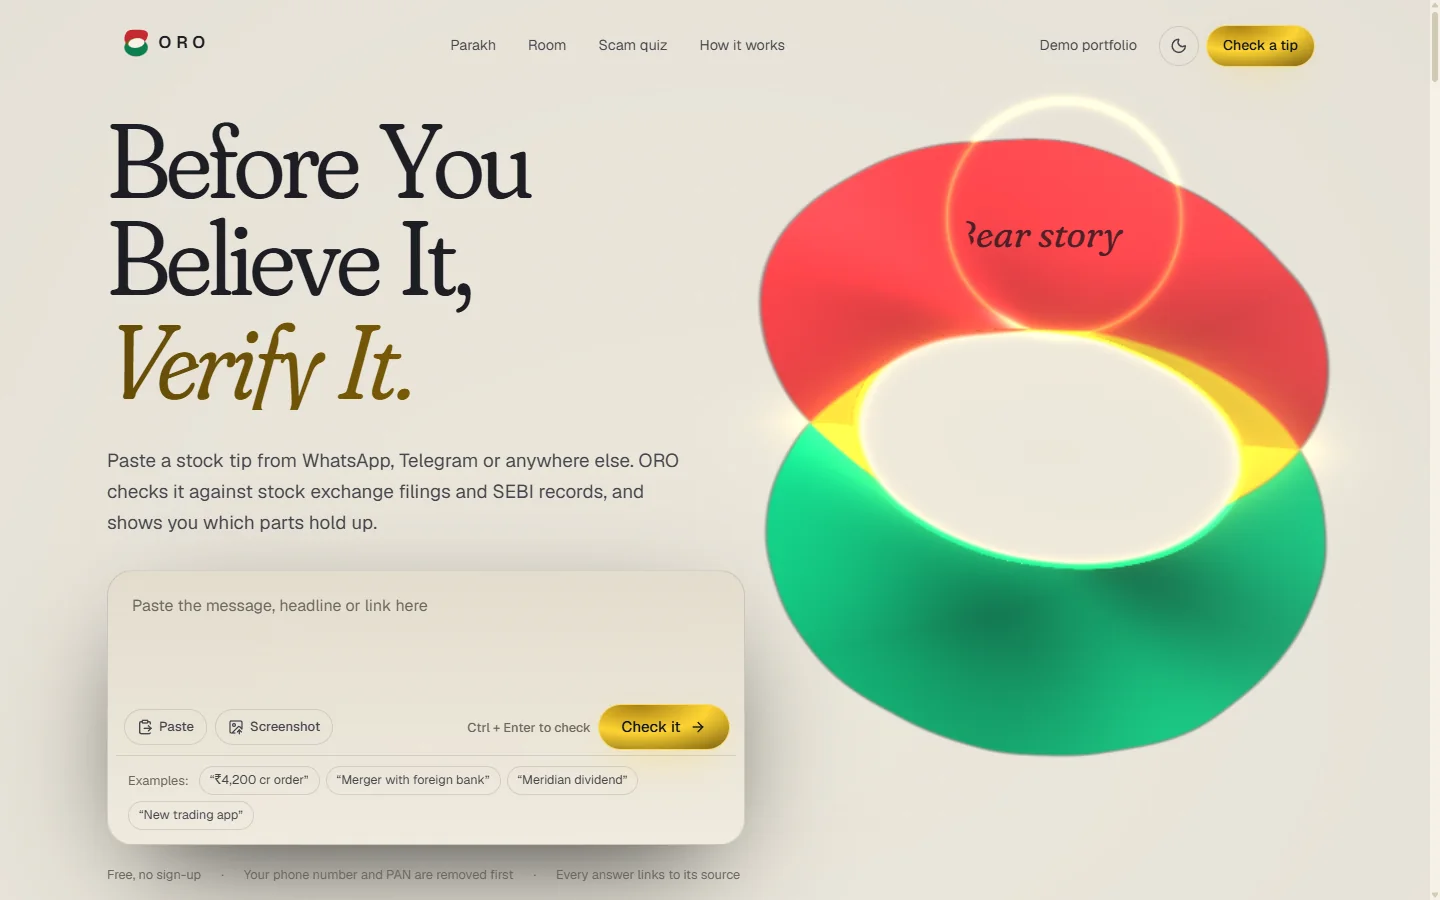 ORO
Parakh
Room
Scam quiz
How it works
Demo portfolio
Check a tip
Before You
Believe It,
Verify It.
Paste a stock tip from WhatsApp, Telegram or anywhere else. ORO
checks it against stock exchange filings and SEBI records, and
shows you which parts hold up.
Paste the message, headline or link here
Paste
Screenshot
Ctrl + Enter to check
Check it
Examples:
“₹4,200 cr order”
“Merger with foreign bank”
“Meridian dividend”
“New trading app”
Free, no sign-up · Your phone number and PAN are removed first · Every answer links to its source
Bear story